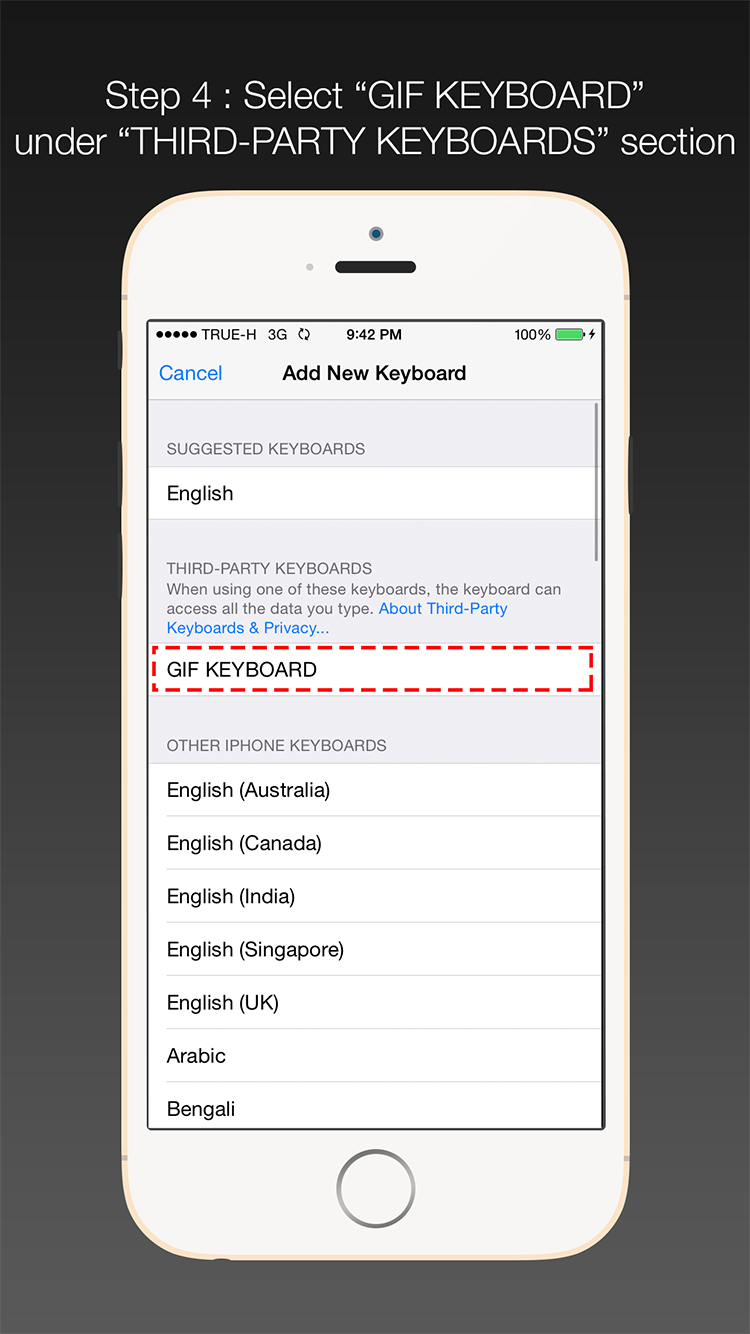 Step 4 : Select “GIF KEYBOARD”
under “THIRD-PARTY KEYBOARDS” section
TRUE-H 3G 9:42 PM 100%
Cancel Add New Keyboard
SUGGESTED KEYBOARDS
English
THIRD-PARTY KEYBOARDS
When using one of these keyboards, the keyboard can
access all the data you type. About Third-Party
Keyboards & Privacy...
GIF KEYBOARD
OTHER IPHONE KEYBOARDS
English (Australia)
English (Canada)
English (India)
English (Singapore)
English (UK)
Arabic
Bengali